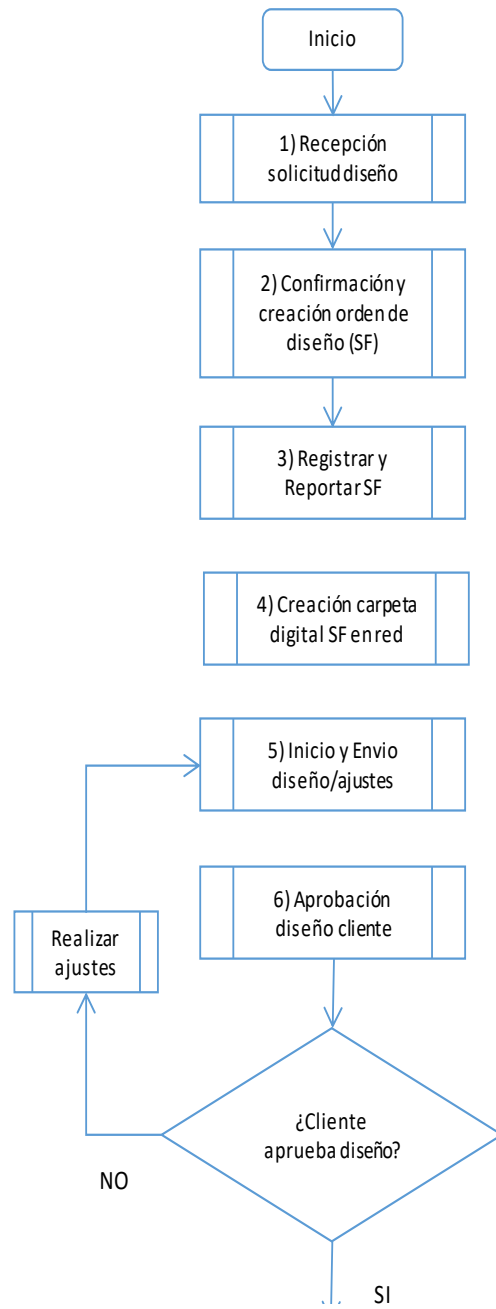 Inicio
1) Recepción
solicitud diseño
2) Confirmación y
creación orden de
diseño (SF)
3) Registrar y
Reportar SF
4) Creación carpeta
digital SF en red
5) Inicio y Envio
diseño/ajustes
6) Aprobación
diseño cliente
Realizar
ajustes
¿Cliente
aprueba diseño?
NO
SI